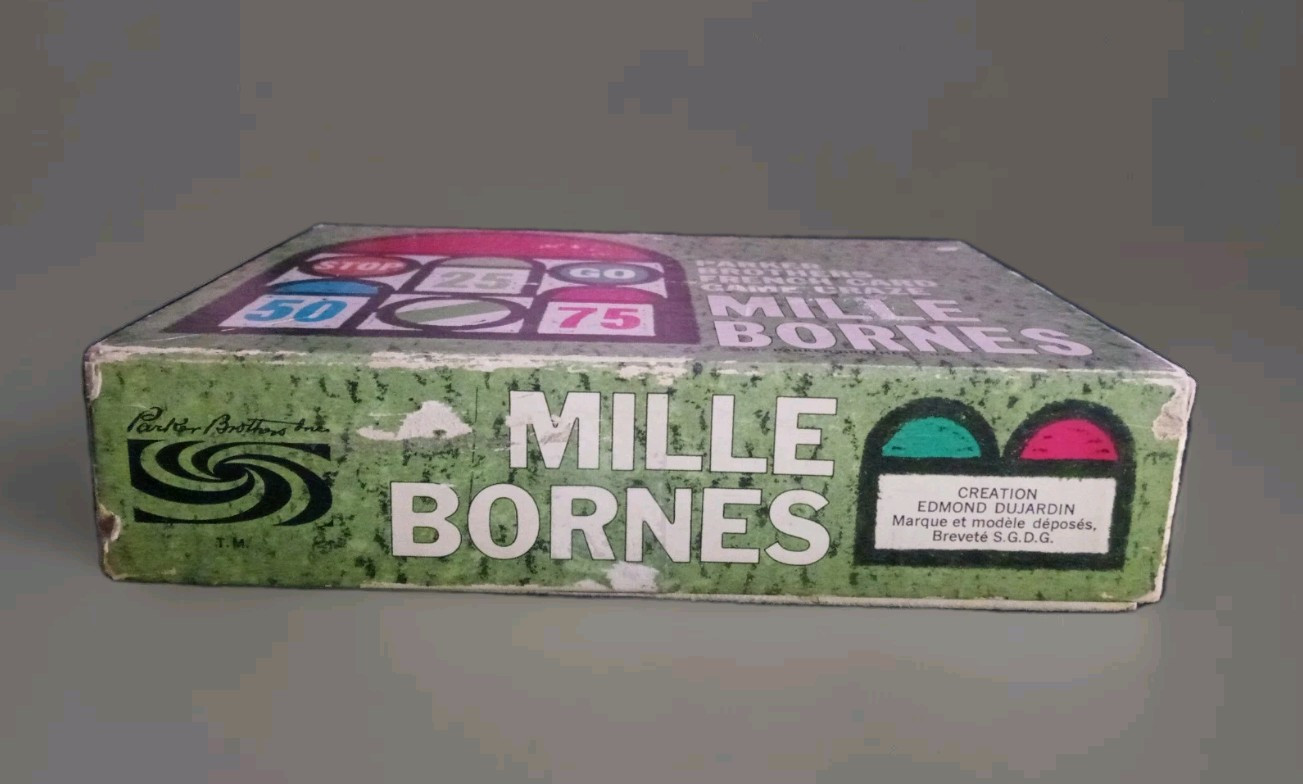 STOP
25
GO
50
75
PARKER
BROTHERS
FRENCH CARD
GAME CRAZE
MILLE
BORNES
Parker Brothers Inc.
T.M.
MILLE
BORNES
CREATION
EDMOND DUJARDIN
Marque et modèle déposés,
Breveté S.G.D.G.